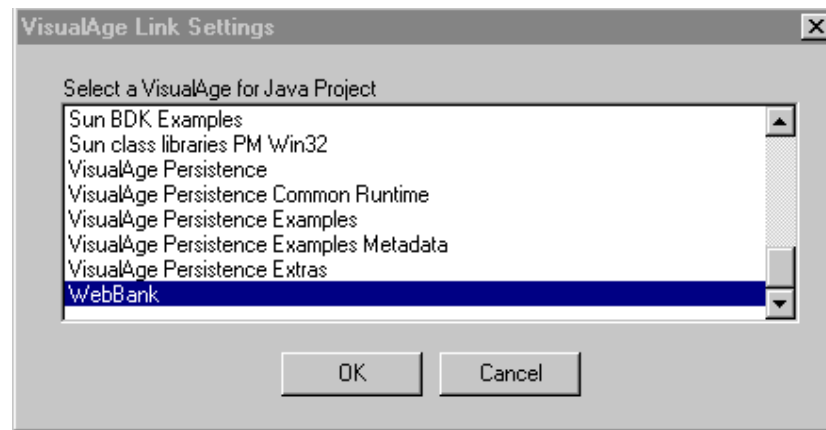 VisualAge Link Settings
Select a VisualAge for Java Project
Sun BDK Examples
Sun class libraries PM Win32
VisualAge Persistence
VisualAge Persistence Common Runtime
VisualAge Persistence Examples
VisualAge Persistence Examples Metadata
VisualAge Persistence Extras
WebBank
OK Cancel